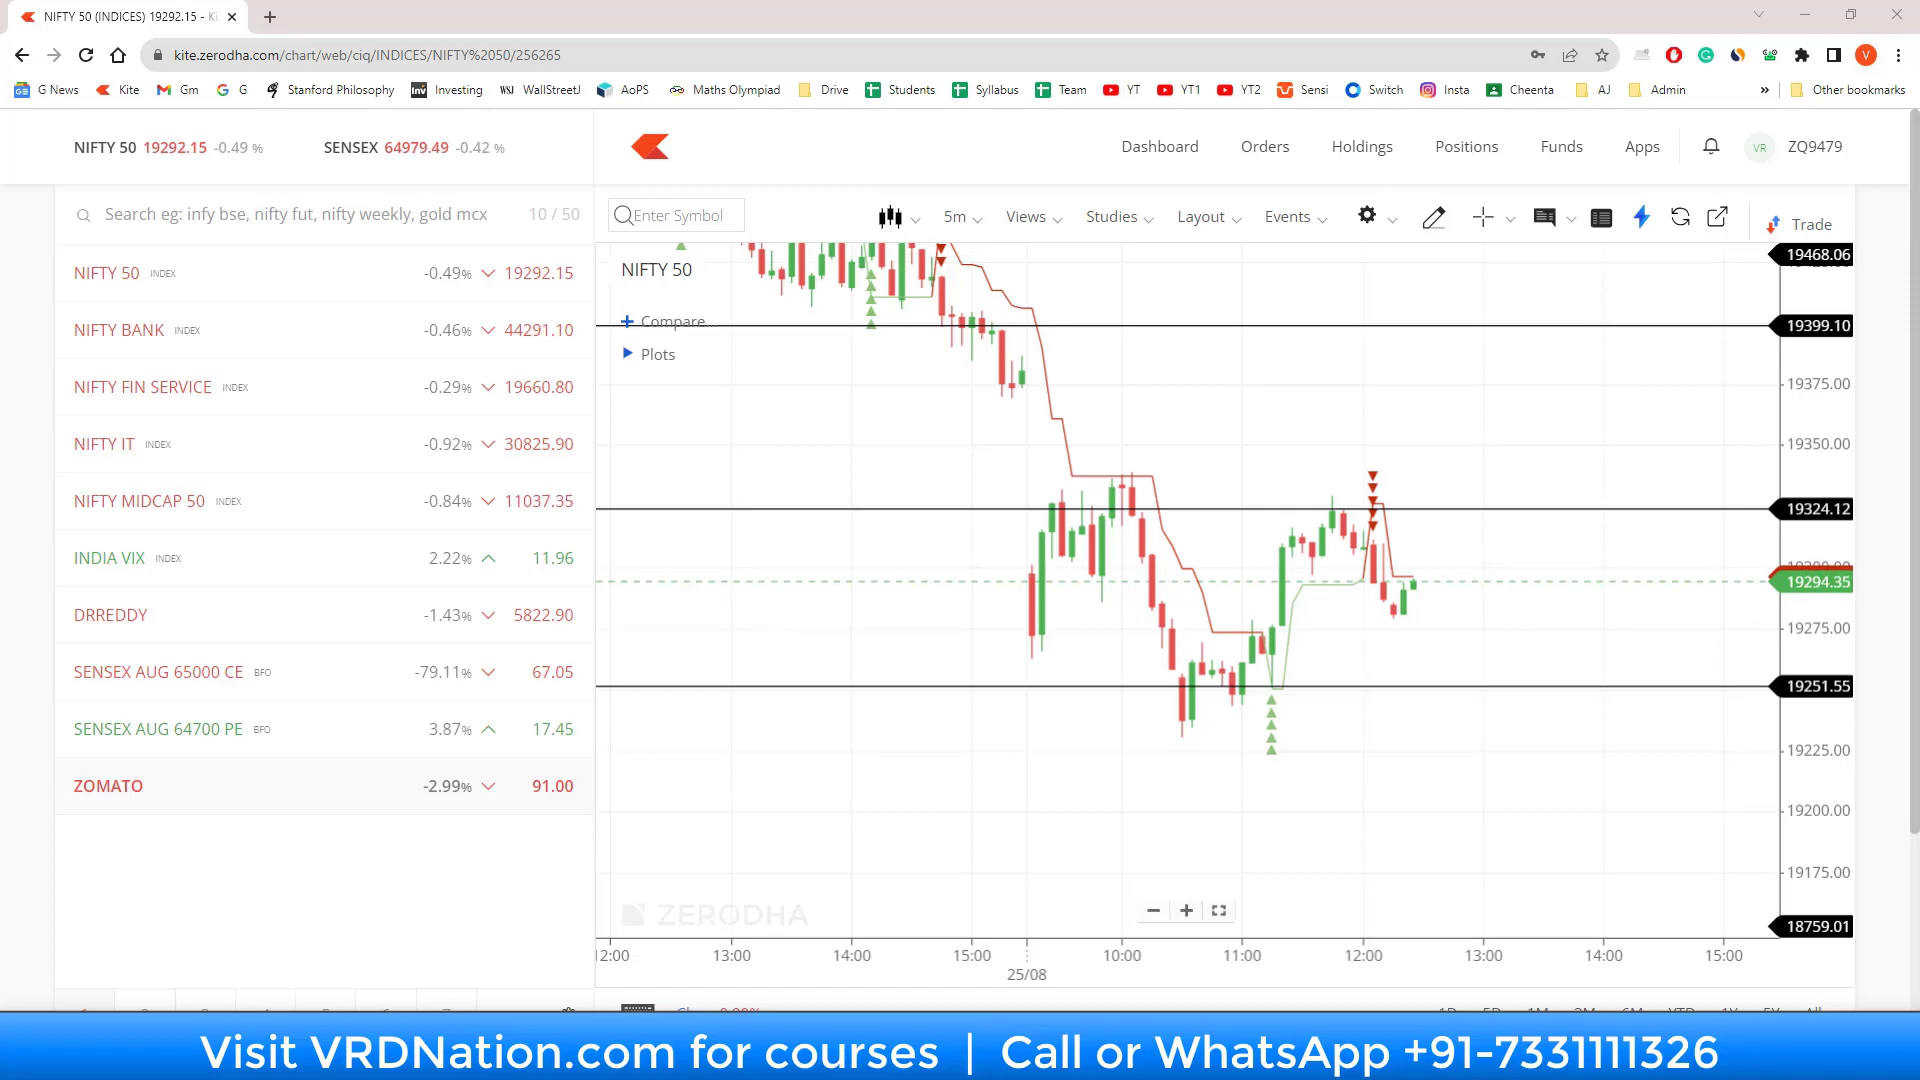 NIFTY 50 (INDICES) 19292.15 - Ki
kite.zerodha.com/chart/web/ciq/INDICES/NIFTY%2050/256265
V
G News Kite Gm G Stanford Philosophy Investing WallStreetJ AoPS Maths Olympiad Drive Students Syllabus Team YT YT1 YT2 Sensi Switch Insta Cheenta AJ Admin » Other bookmarks
NIFTY 50 19292.15 -0.49 % SENSEX 64979.49 -0.42 %
Dashboard Orders Holdings Positions Funds Apps VR ZQ9479
Search eg: infy bse, nifty fut, nifty weekly, gold mcx 10 / 50
Enter Symbol 5m Views Studies Layout Events Trade
NIFTY 50 INDEX -0.49% 19292.15
NIFTY BANK INDEX -0.46% 44291.10
NIFTY FIN SERVICE INDEX -0.29% 19660.80
NIFTY IT INDEX -0.92% 30825.90
NIFTY MIDCAP 50 INDEX -0.84% 11037.35
INDIA VIX INDEX 2.22% 11.96
DRREDDY -1.43% 5822.90
SENSEX AUG 65000 CE BFO -79.11% 67.05
SENSEX AUG 64700 PE BFO 3.87% 17.45
ZOMATO -2.99% 91.00
NIFTY 50
Compare
Plots
19468.06
19399.10
19375.00
19350.00
19324.12
19294.35
19275.00
19251.55
19225.00
19200.00
19175.00
18759.01
ZERODHA
12:00 13:00 14:00 15:00 10:00 11:00 12:00 13:00 14:00 15:00
25/08
Visit VRDNation.com for courses | Call or WhatsApp +91-7331111326